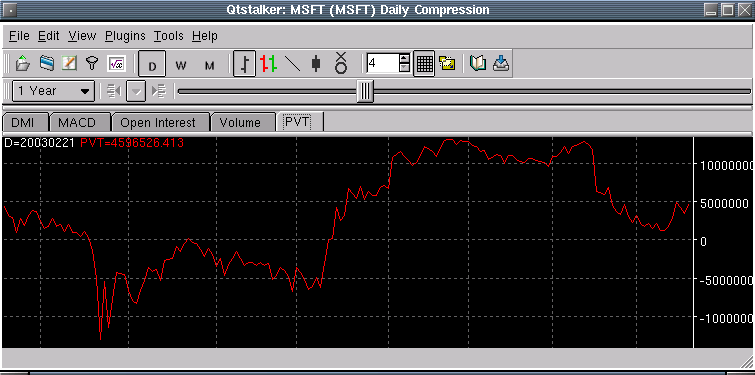 Qtstalker: MSFT (MSFT) Daily Compression
File Edit View Plugins Tools Help
D W M 4
1 Year
DMI MACD Open Interest Volume PVT
D=20030221 PVT=4596526.413
10000000
5000000
0
-5000000
-1000000